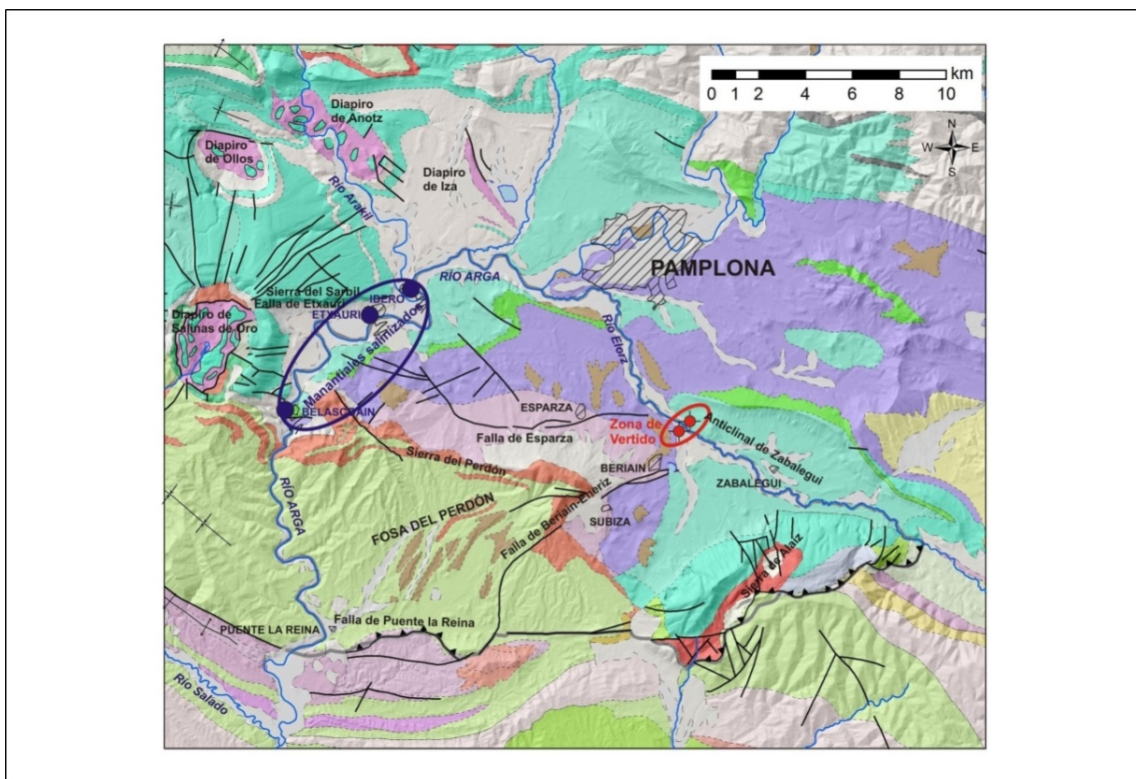 km
0 1 2 4 6 8 10
N
W E
S
Diapiro
de Anotz
Diapiro
de Ollos
Diapiro
de Iza
Río Arakil
RÍO ARGA
PAMPLONA
Sierra del Sarbil
Falla de Etxauri
IBERO
ETXAURI
Diapiro de
Salinas de Oro
Manantiales salinizados
BELASCOAIN
Río Elorz
ESPARZA
Falla de Esparza
Zona de
Vertido
Anticlinal de Zabalegui
Sierra del Perdón
BERIAIN
ZABALEGUI
RÍO ARGA
FOSA DEL PERDÓN
Falla de Beriain-Eneriz
SUBIZA
Sierra de Alaiz
PUENTE LA REINA
Falla de Puente la Reina
Río Salado